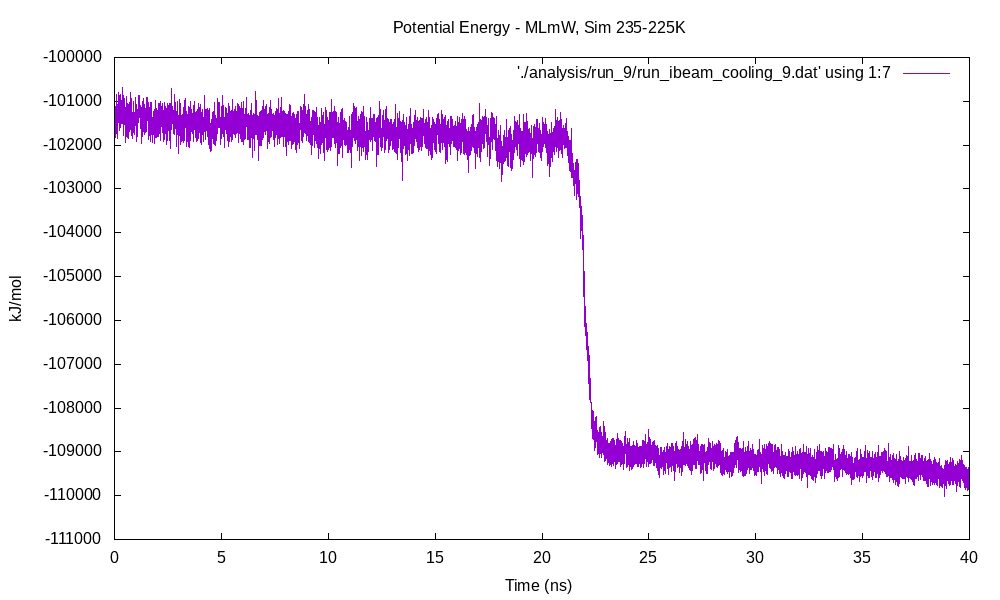 Potential Energy - MLmW, Sim 235-225K
'./analysis/run_9/run_ibeam_cooling_9.dat' using 1:7
-100000
-101000
-102000
-103000
-104000
-105000
-106000
-107000
-108000
-109000
-110000
-111000
kJ/mol
0 5 10 15 20 25 30 35 40
Time (ns)